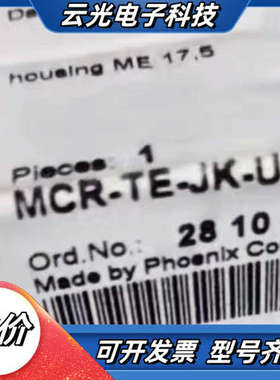 云光电子科技
housing ME 17,5
Pieces: 1
MCR-TE-JK-U
Ord.No.: 28 10
Made by Phoenix Co
价
可开发票 型号齐